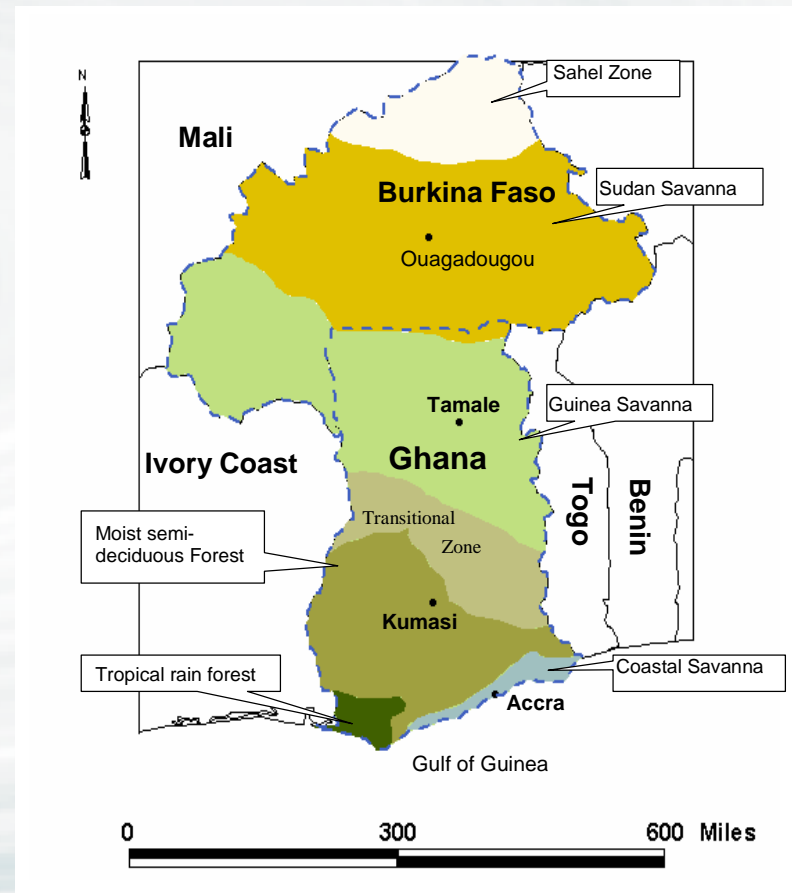 Sahel Zone
N
Mali
Sudan Savanna
Burkina Faso
Ouagadougou
Tamale
Guinea Savanna
Ivory Coast
Ghana
Togo
Benin
Transitional
Zone
Moist semi-
deciduous Forest
Kumasi
Tropical rain forest
Coastal Savanna
Accra
Gulf of Guinea
0 300 600 Miles